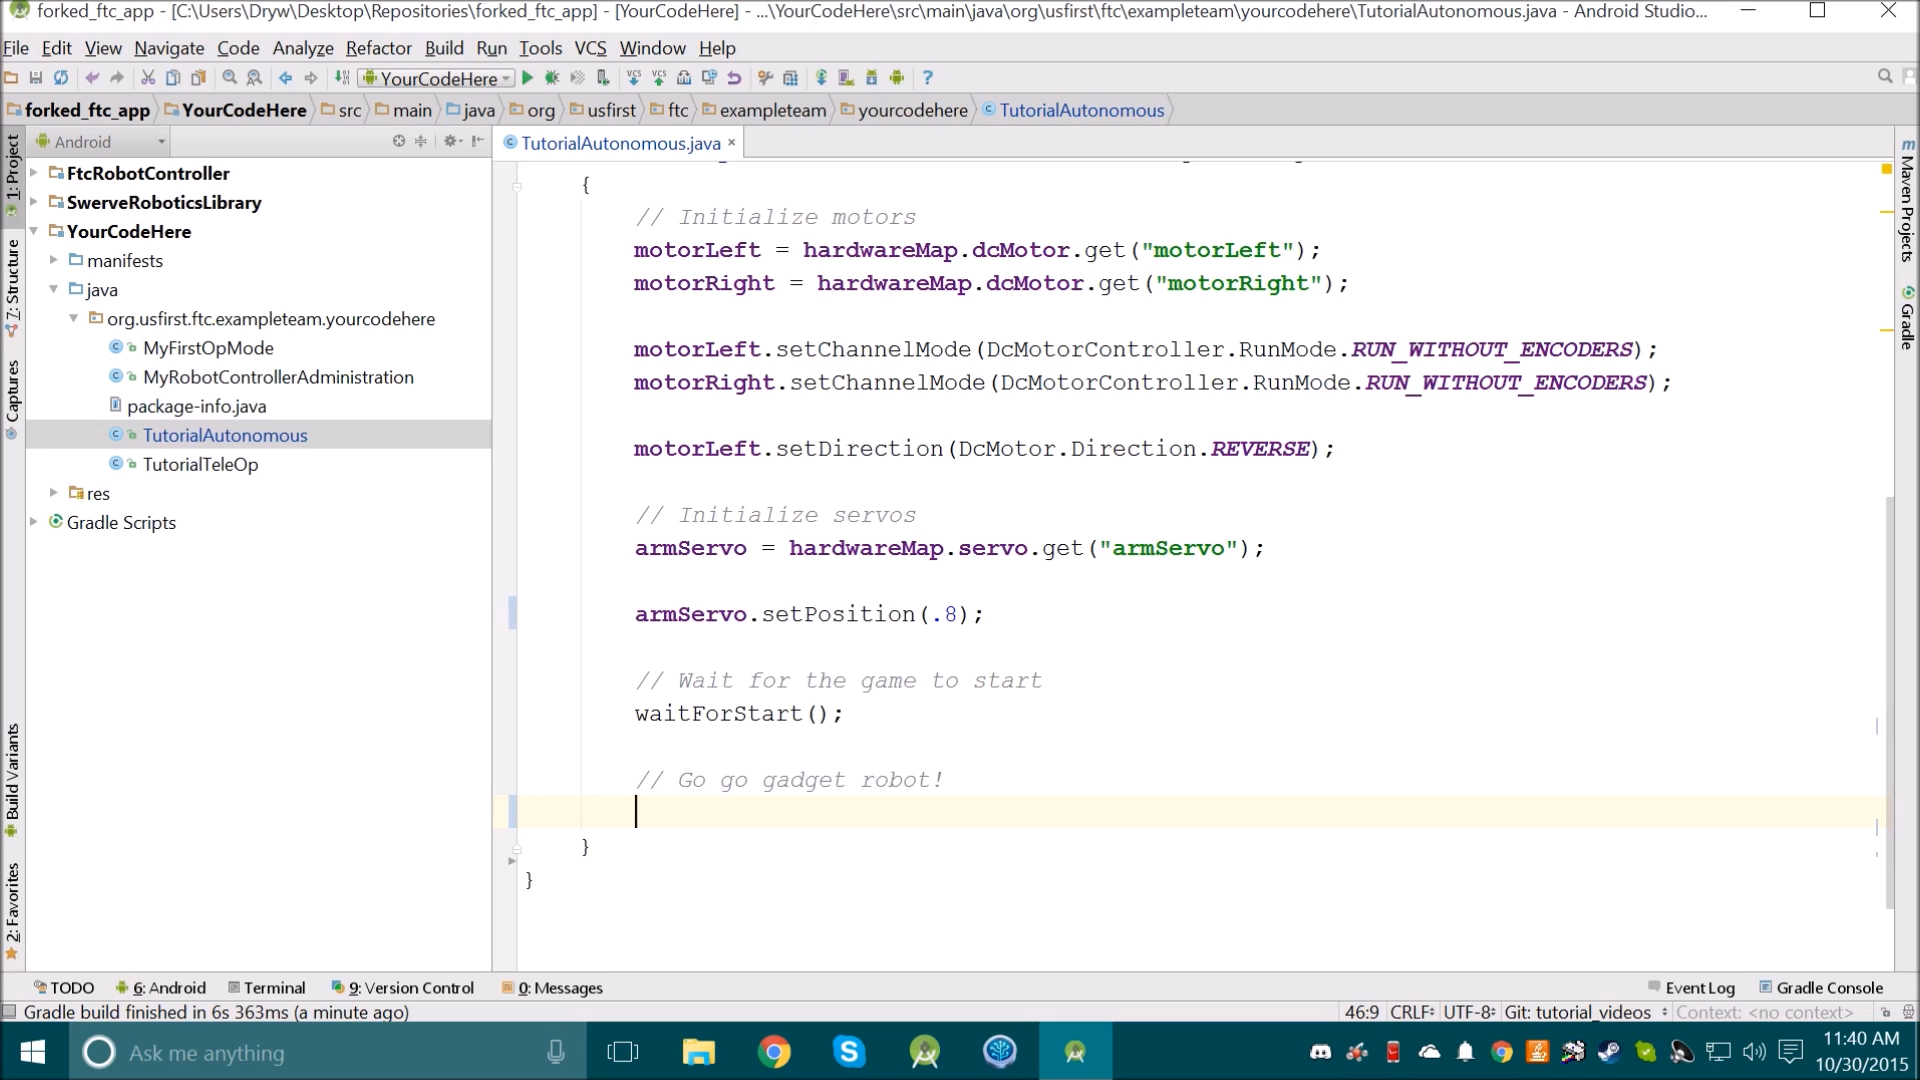 forked_ftc_app - [C:\Users\Dryw\Desktop\Repositories\forked_ftc_app] - [YourCodeHere] - ...\YourCodeHere\src\main\java\org\usfirst\ftc\exampleteam\yourcodehere\TutorialAutonomous.java - Android Studio...
File Edit View Navigate Code Analyze Refactor Build Run Tools VCS Window Help
YourCodeHere
forked_ftc_app YourCodeHere src main java org usfirst ftc exampleteam yourcodehere TutorialAutonomous
Android
TutorialAutonomous.java
1: Project
7: Structure
Captures
Build Variants
2: Favorites
FtcRobotController
SwerveRoboticsLibrary
YourCodeHere
manifests
java
org.usfirst.ftc.exampleteam.yourcodehere
MyFirstOpMode
MyRobotControllerAdministration
package-info.java
TutorialAutonomous
TutorialTeleOp
res
Gradle Scripts
{
// Initialize motors
motorLeft = hardwareMap.dcMotor.get("motorLeft");
motorRight = hardwareMap.dcMotor.get("motorRight");
motorLeft.setChannelMode(DcMotorController.RunMode.RUN_WITHOUT_ENCODERS);
motorRight.setChannelMode(DcMotorController.RunMode.RUN_WITHOUT_ENCODERS);
motorLeft.setDirection(DcMotor.Direction.REVERSE);
// Initialize servos
armServo = hardwareMap.servo.get("armServo");
armServo.setPosition(.8);
// Wait for the game to start
waitForStart();
// Go go gadget robot!
}
}
Maven Projects
Gradle
TODO 6: Android Terminal 9: Version Control 0: Messages Event Log Gradle Console
Gradle build finished in 6s 363ms (a minute ago) 46:9 CRLF UTF-8 Git: tutorial_videos Context: <no context>
Ask me anything
11:40 AM
10/30/2015